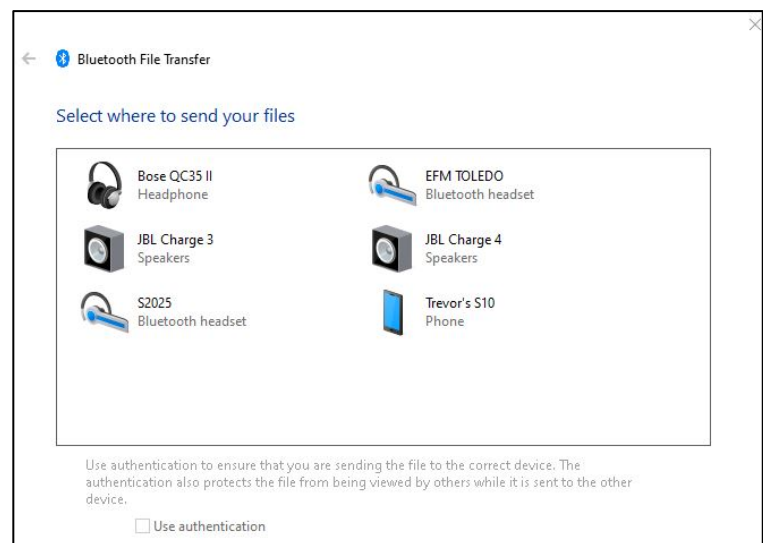 Bluetooth File Transfer
Select where to send your files
Bose QC35 II
Headphone
EFM TOLEDO
Bluetooth headset
JBL Charge 3
Speakers
JBL Charge 4
Speakers
S2025
Bluetooth headset
Trevor's S10
Phone
Use authentication to ensure that you are sending the file to the correct device. The
authentication also protects the file from being viewed by others while it is sent to the other
device.
Use authentication